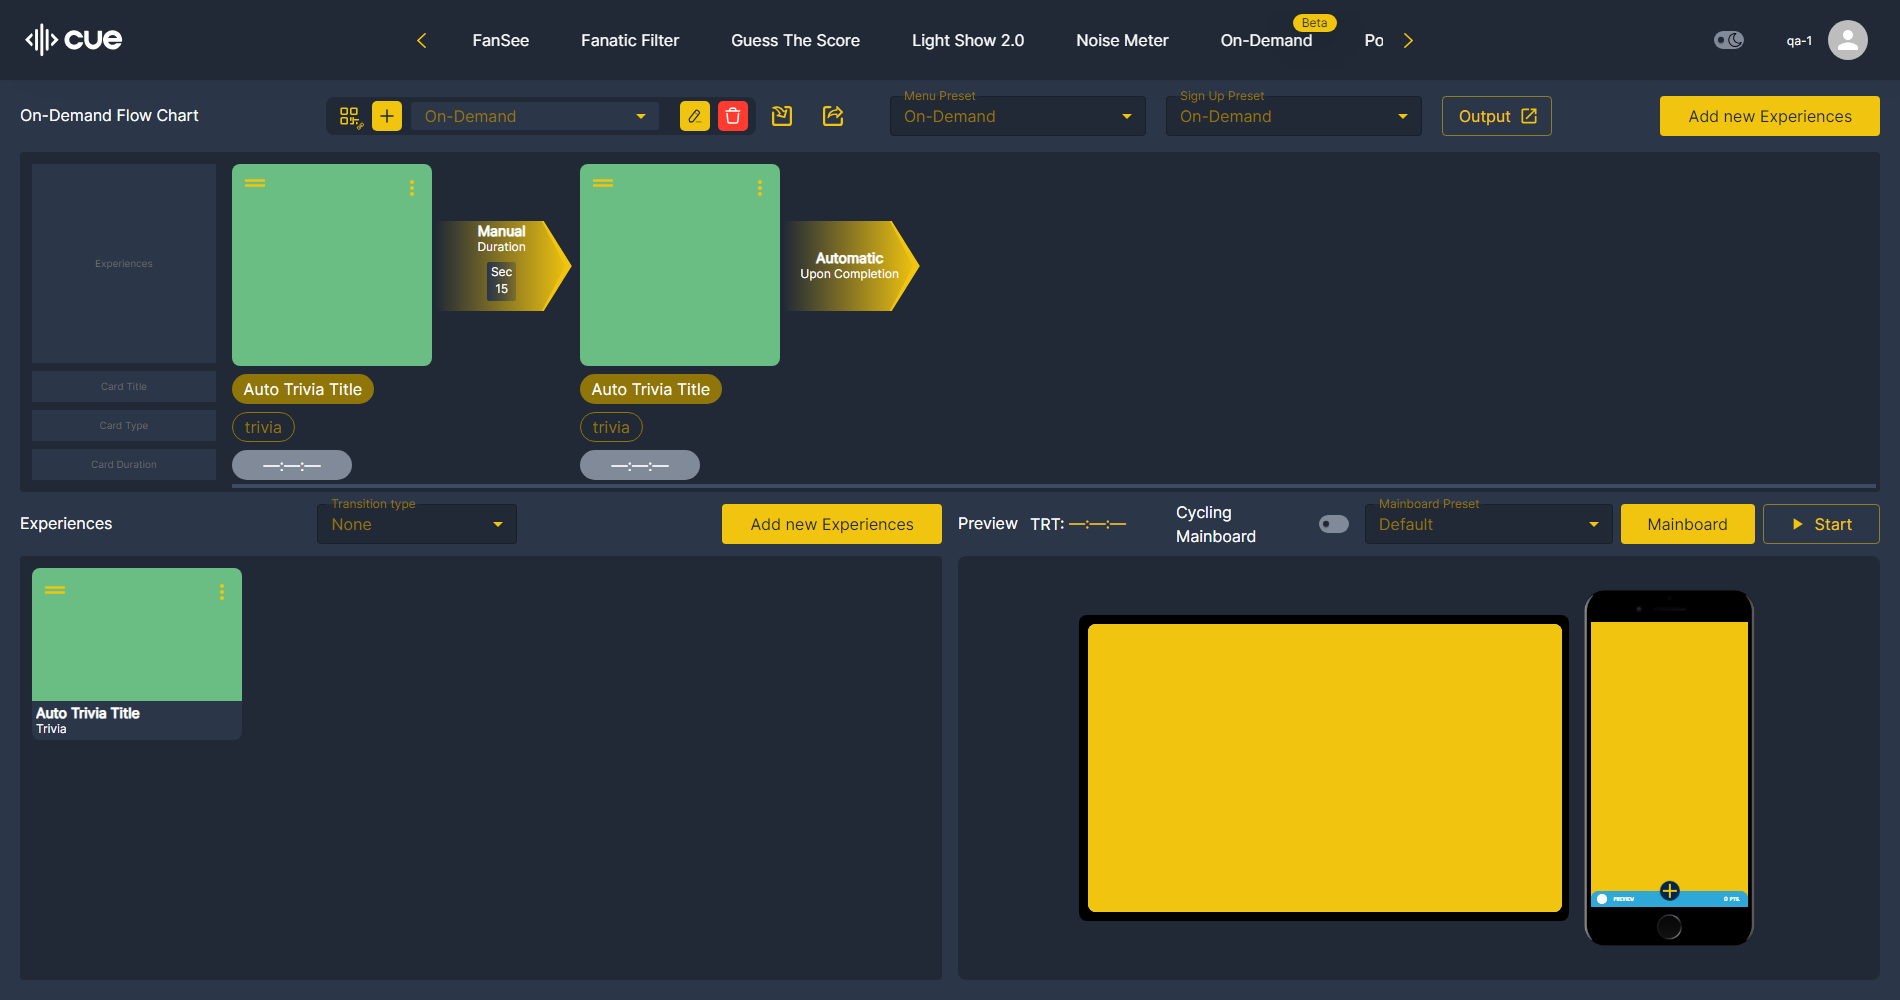 cue
FanSee
Fanatic Filter
Guess The Score
Light Show 2.0
Noise Meter
On-Demand
Beta
Po
qa-1
On-Demand Flow Chart
On-Demand
Menu Preset
On-Demand
Sign Up Preset
On-Demand
Output
Add new Experiences
Experiences
Manual
Duration
Sec
15
Automatic
Upon Completion
Card Title
Auto Trivia Title
Auto Trivia Title
Card Type
trivia
trivia
Card Duration
—:—:—
—:—:—
Experiences
Transition type
None
Add new Experiences
Preview
TRT: —:—:—
Cycling
Mainboard
Mainboard Preset
Default
Mainboard
Start
Auto Trivia Title
Trivia
PREVIEW
0 PTS.